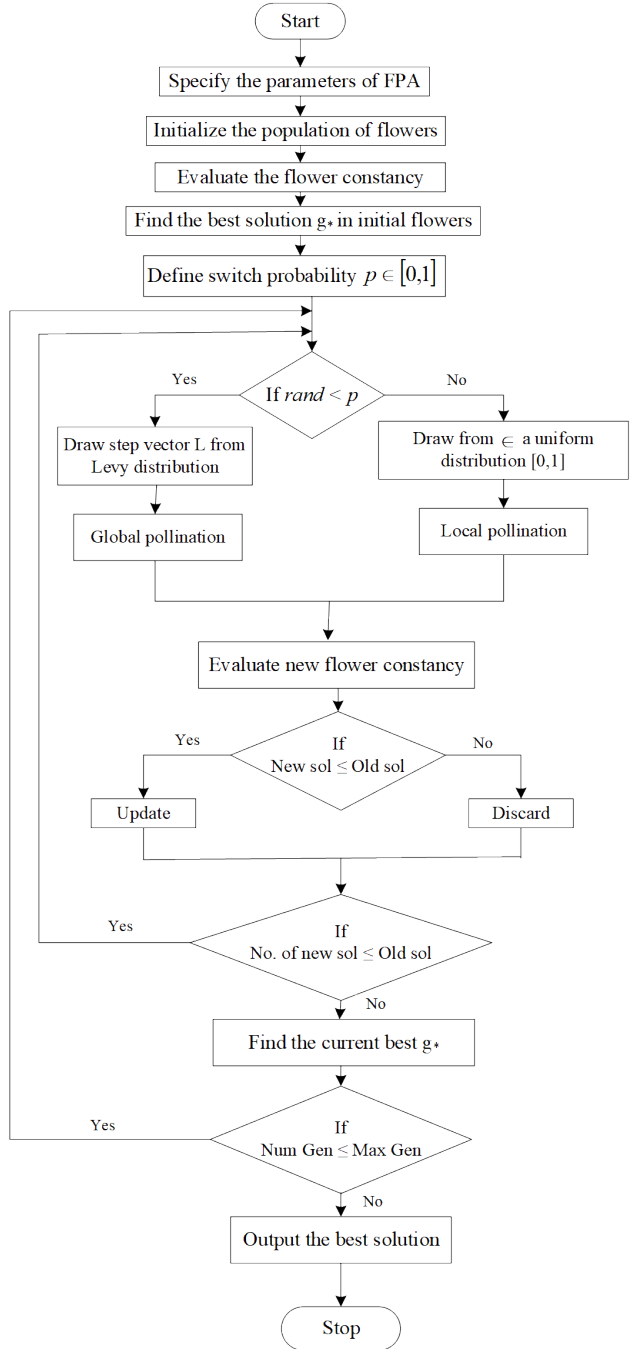 Start
Specify the parameters of FPA
Initialize the population of flowers
Evaluate the flower constancy
Find the best solution g* in initial flowers
Define switch probability p ∈ [0,1]
If rand < p
Yes
No
Draw step vector L from
Levy distribution
Draw from ∈ a uniform
distribution [0,1]
Global pollination
Local pollination
Evaluate new flower constancy
If
New sol ≤ Old sol
Yes
No
Update
Discard
If
No. of new sol ≤ Old sol
Yes
No
Find the current best g*
If
Num Gen ≤ Max Gen
Yes
No
Output the best solution
Stop